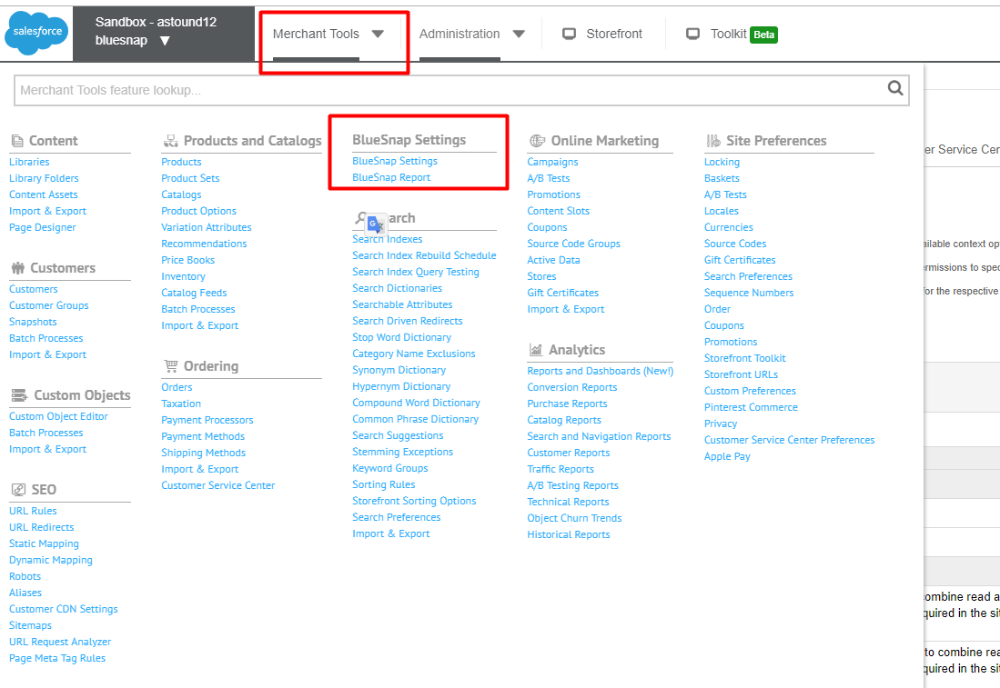 salesforce
Sandbox - astound12
bluesnap
Merchant Tools
Administration
Storefront
Toolkit Beta
Merchant Tools feature lookup...
Content
Libraries
Library Folders
Content Assets
Import & Export
Page Designer
Customers
Customers
Customer Groups
Snapshots
Batch Processes
Import & Export
Custom Objects
Custom Object Editor
Batch Processes
Import & Export
SEO
URL Rules
URL Redirects
Static Mapping
Dynamic Mapping
Robots
Aliases
Customer CDN Settings
Sitemaps
URL Request Analyzer
Page Meta Tag Rules
Products and Catalogs
Products
Product Sets
Catalogs
Product Options
Variation Attributes
Recommendations
Price Books
Inventory
Catalog Feeds
Batch Processes
Import & Export
Ordering
Orders
Taxation
Payment Processors
Payment Methods
Shipping Methods
Import & Export
Customer Service Center
BlueSnap Settings
BlueSnap Settings
BlueSnap Report
arch
Search Indexes
Search Index Rebuild Schedule
Search Index Query Testing
Search Dictionaries
Searchable Attributes
Search Driven Redirects
Stop Word Dictionary
Category Name Exclusions
Synonym Dictionary
Hypernym Dictionary
Compound Word Dictionary
Common Phrase Dictionary
Search Suggestions
Stemming Exceptions
Keyword Groups
Sorting Rules
Storefront Sorting Options
Search Preferences
Import & Export
Online Marketing
Campaigns
A/B Tests
Promotions
Content Slots
Coupons
Source Code Groups
Active Data
Stores
Gift Certificates
Import & Export
Analytics
Reports and Dashboards (New!)
Conversion Reports
Purchase Reports
Catalog Reports
Search and Navigation Reports
Customer Reports
Traffic Reports
A/B Testing Reports
Technical Reports
Object Churn Trends
Historical Reports
Site Preferences
Locking
Baskets
A/B Tests
Locales
Currencies
Source Codes
Gift Certificates
Search Preferences
Sequence Numbers
Order
Coupons
Promotions
Storefront Toolkit
Storefront URLs
Custom Preferences
Pinterest Commerce
Privacy
Customer Service Center Preferences
Apple Pay
er Service Cer
ailable context opt
ermissions to spec
for the respective
combine read a
quired in the sit
to combine rea
quired in the sit